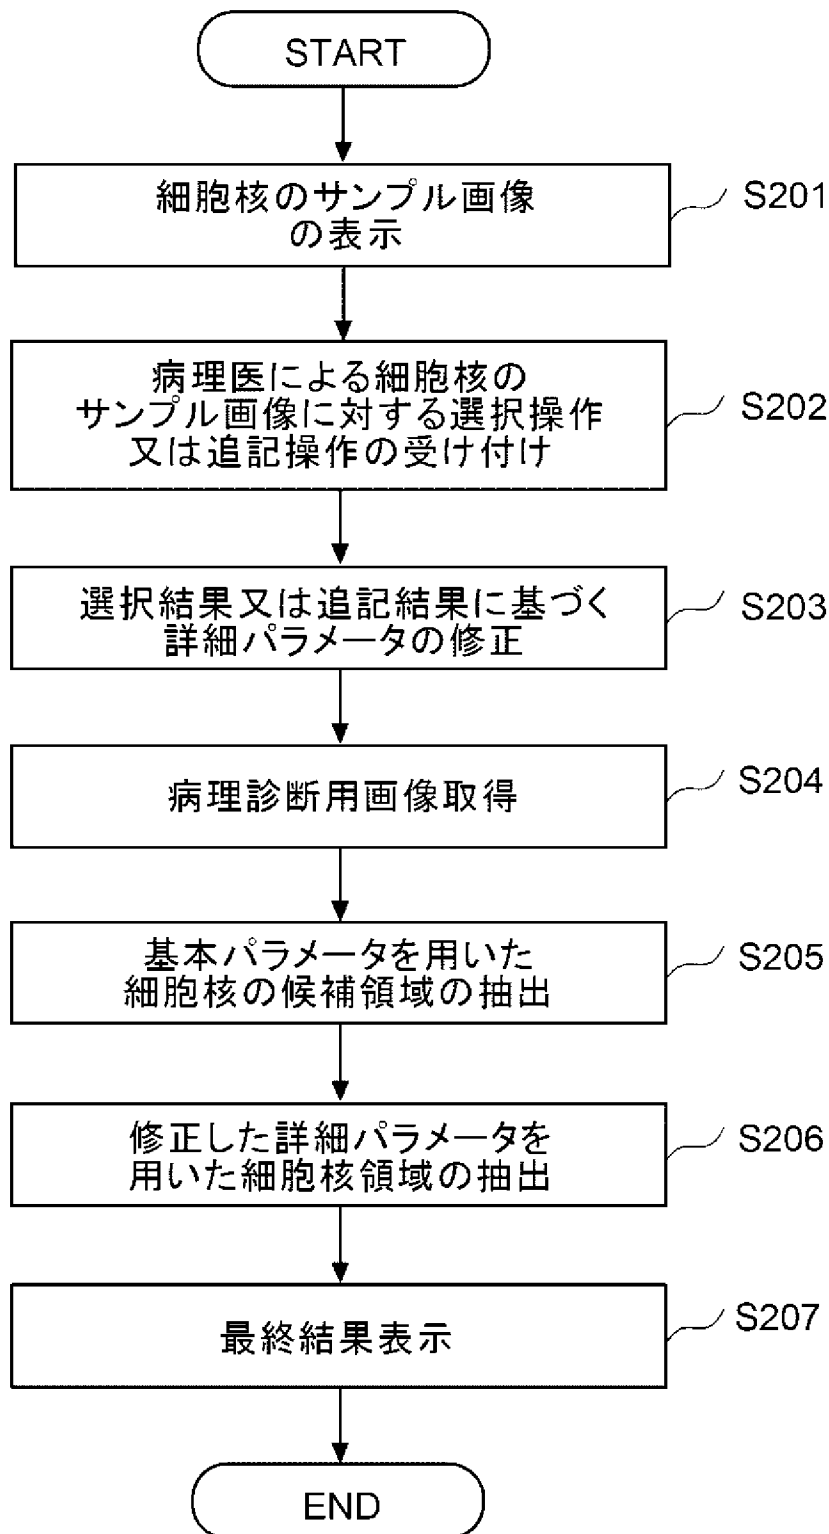 START
細胞核のサンプル画像
の表示
S201
病理医による細胞核の
サンプル画像に対する選択操作
又は追記操作の受け付け
S202
選択結果又は追記結果に基づく
詳細パラメータの修正
S203
病理診断用画像取得
S204
基本パラメータを用いた
細胞核の候補領域の抽出
S205
修正した詳細パラメータを
用いた細胞核領域の抽出
S206
最終結果表示
S207
END